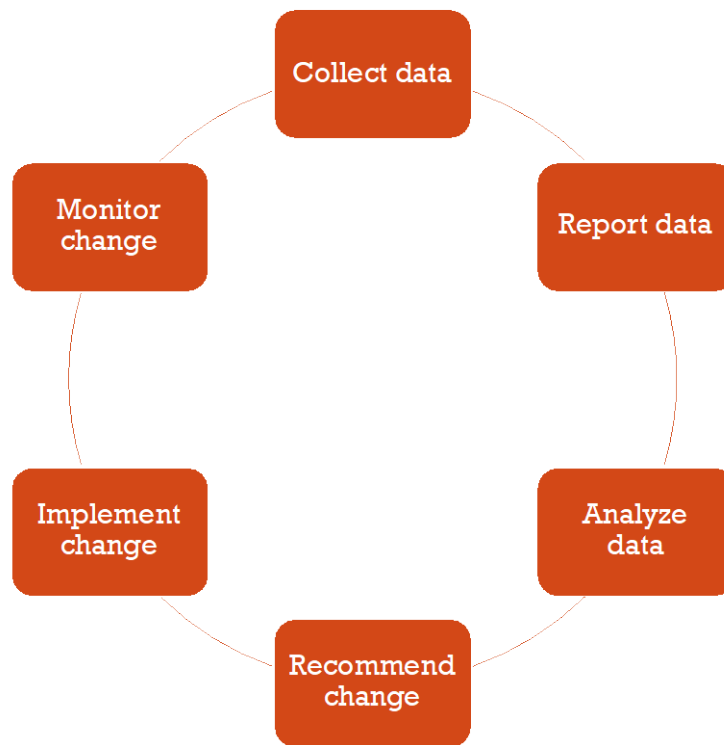 Collect data
Report data
Analyze
data
Recommend
change
Implement
change
Monitor
change